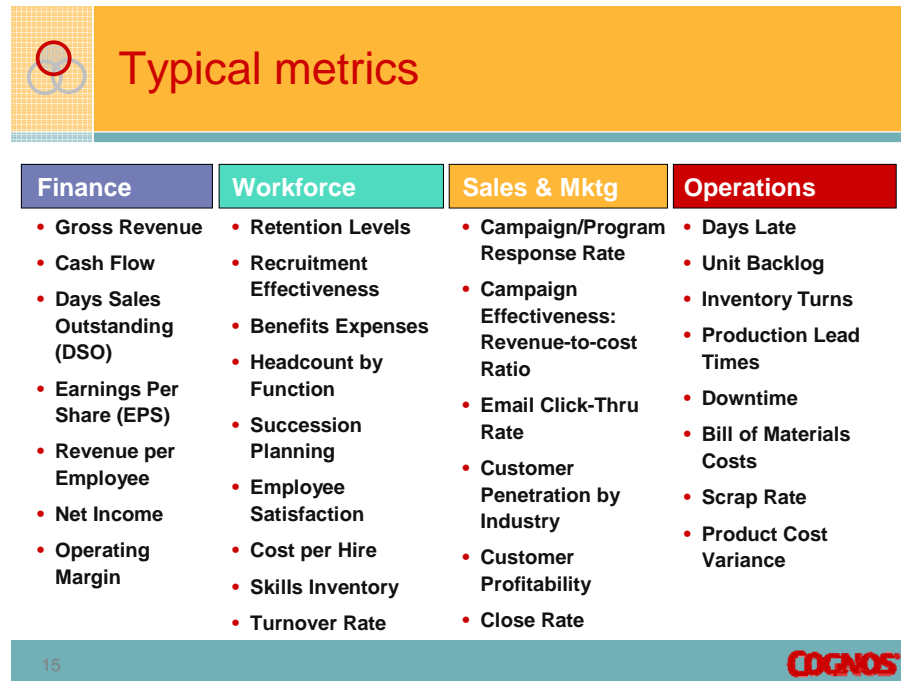 Typical metrics
Finance
• Gross Revenue
• Cash Flow
• Days Sales
Outstanding
(DSO)
• Earnings Per
Share (EPS)
• Revenue per
Employee
• Net Income
• Operating
Margin
Workforce
• Retention Levels
• Recruitment
Effectiveness
• Benefits Expenses
• Headcount by
Function
• Succession
Planning
• Employee
Satisfaction
• Cost per Hire
• Skills Inventory
• Turnover Rate
Sales & Mktg
• Campaign/Program
Response Rate
• Campaign
Effectiveness:
Revenue-to-cost
Ratio
• Email Click-Thru
Rate
• Customer
Penetration by
Industry
• Customer
Profitability
• Close Rate
Operations
• Days Late
• Unit Backlog
• Inventory Turns
• Production Lead
Times
• Downtime
• Bill of Materials
Costs
• Scrap Rate
• Product Cost
Variance
15
COGNOS